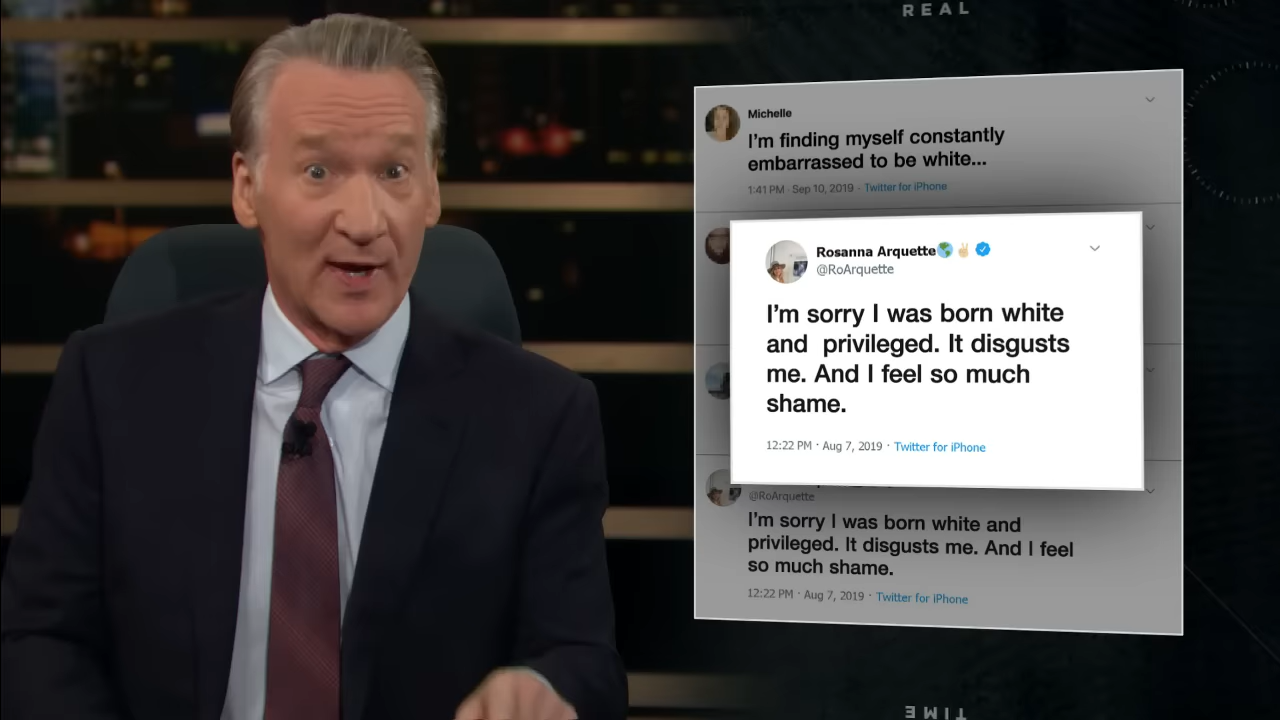 REAL
Michelle
I'm finding myself constantly
embarrassed to be white...
1:41 PM · Sep 10, 2019 · Twitter for iPhone
Rosanna Arquette🌎✌🏼
@RoArquette
I'm sorry I was born white
and privileged. It disgusts
me. And I feel so much
shame.
12:22 PM · Aug 7, 2019 · Twitter for iPhone
@RoArquette
I'm sorry I was born white and
privileged. It disgusts me. And I feel
so much shame.
12:22 PM · Aug 7, 2019 · Twitter for iPhone
TIME